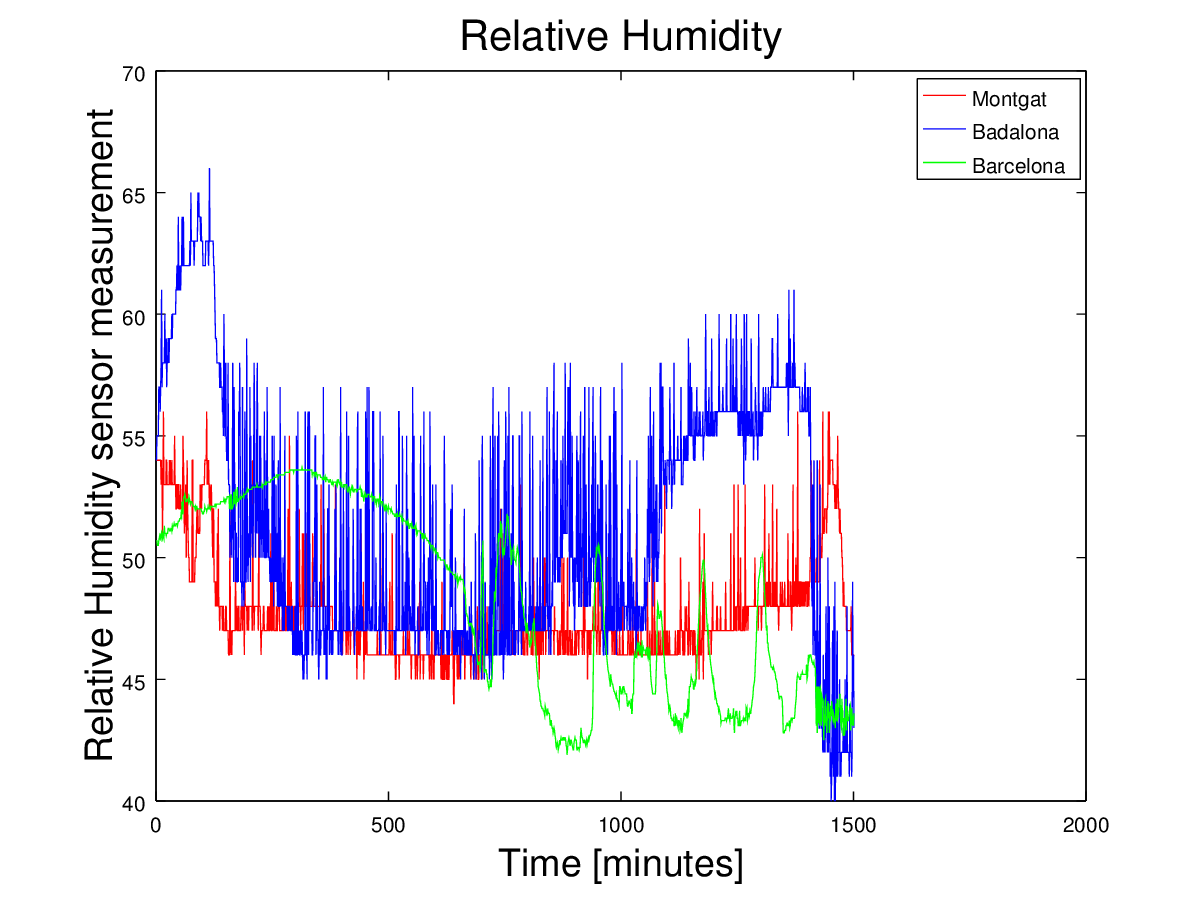 Relative Humidity
Relative Humidity sensor measurement
70
65
60
55
50
45
40
Montgat
Badalona
Barcelona
0
500
1000
1500
2000
Time [minutes]